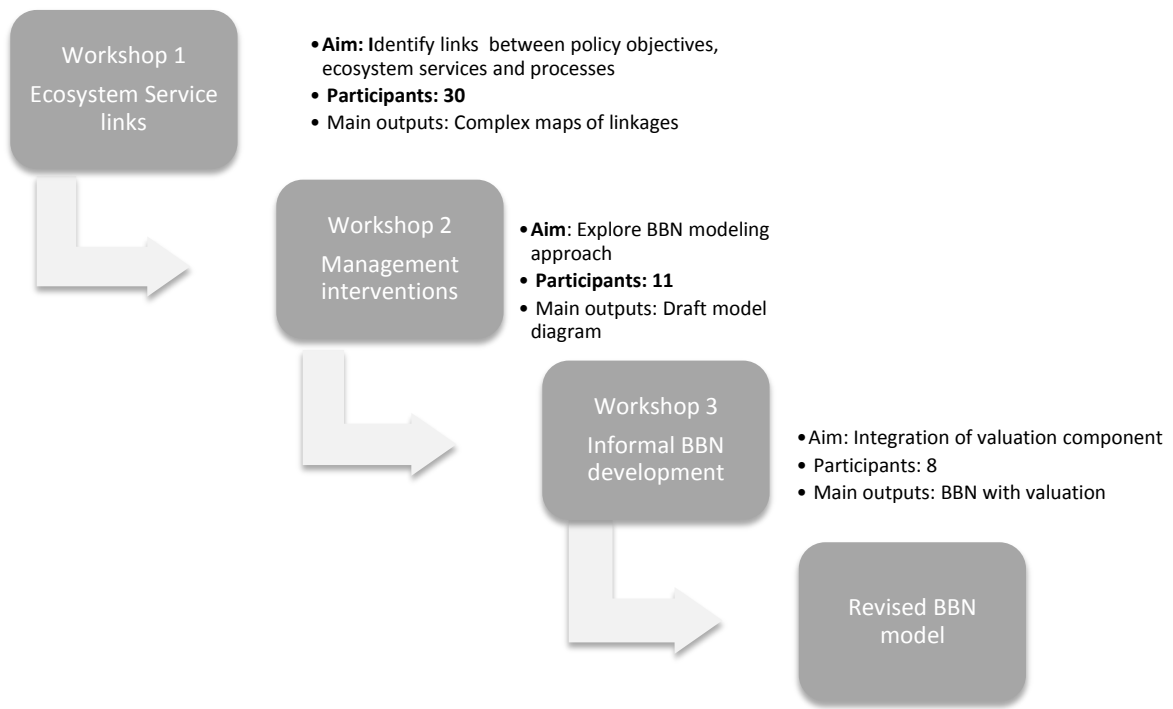 Workshop 1
Ecosystem Service
links
•Aim: Identify links between policy objectives,
ecosystem services and processes
• Participants: 30
• Main outputs: Complex maps of linkages
Workshop 2
Management
interventions
•Aim: Explore BBN modeling
approach
• Participants: 11
• Main outputs: Draft model
diagram
Workshop 3
Informal BBN
development
•Aim: Integration of valuation component
• Participants: 8
• Main outputs: BBN with valuation
Revised BBN
model